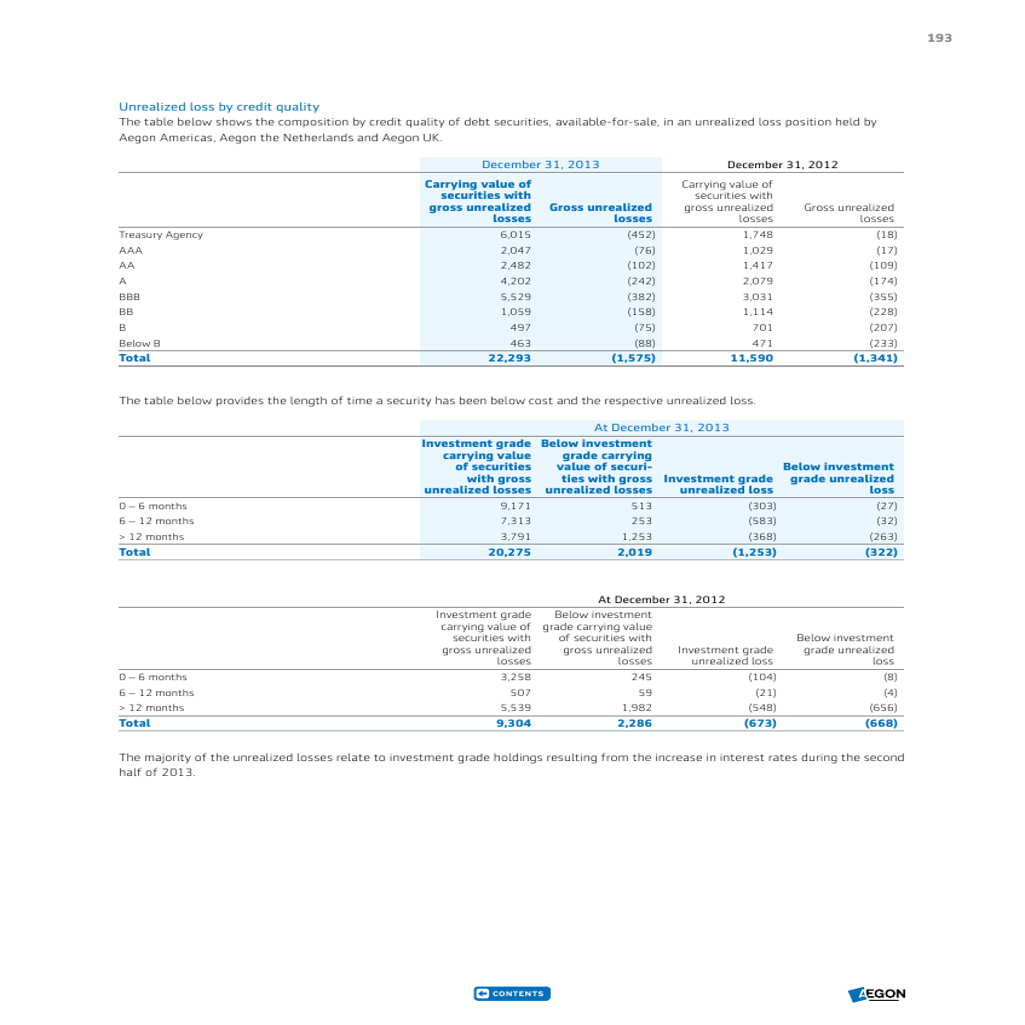 193
Unrealized loss by credit quality
The table below shows the composition by credit quality of debt securities, available-for-sale, in an unrealized loss position held by
Aegon Americas, Aegon the Netherlands and Aegon UK.
December 31, 2013 December 31, 2012
Carrying value of securities with gross unrealized losses Gross unrealized losses Carrying value of securities with gross unrealized losses Gross unrealized losses
Treasury Agency 6,015 (452) 1,748 (18)
AAA 2,047 (76) 1,029 (17)
AA 2,482 (102) 1,417 (109)
A 4,202 (242) 2,079 (174)
BBB 5,529 (382) 3,031 (355)
BB 1,059 (158) 1,114 (228)
B 497 (75) 701 (207)
Below B 463 (88) 471 (233)
Total 22,293 (1,575) 11,590 (1,341)
The table below provides the length of time a security has been below cost and the respective unrealized loss.
At December 31, 2013
Investment grade carrying value of securities with gross unrealized losses Below investment grade carrying value of securi-ties with gross unrealized losses Investment grade unrealized loss Below investment grade unrealized loss
0 – 6 months 9,171 513 (303) (27)
6 – 12 months 7,313 253 (583) (32)
> 12 months 3,791 1,253 (368) (263)
Total 20,275 2,019 (1,253) (322)
At December 31, 2012
Investment grade carrying value of securities with gross unrealized losses Below investment grade carrying value of securities with gross unrealized losses Investment grade unrealized loss Below investment grade unrealized loss
0 – 6 months 3,258 245 (104) (8)
6 – 12 months 507 59 (21) (4)
> 12 months 5,539 1,982 (548) (656)
Total 9,304 2,286 (673) (668)
The majority of the unrealized losses relate to investment grade holdings resulting from the increase in interest rates during the second
half of 2013.
CONTENTS
AEGON